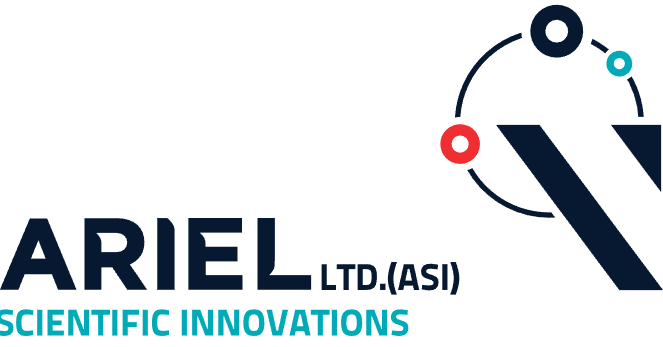 ARIEL LTD.(ASI)
SCIENTIFIC INNOVATIONS